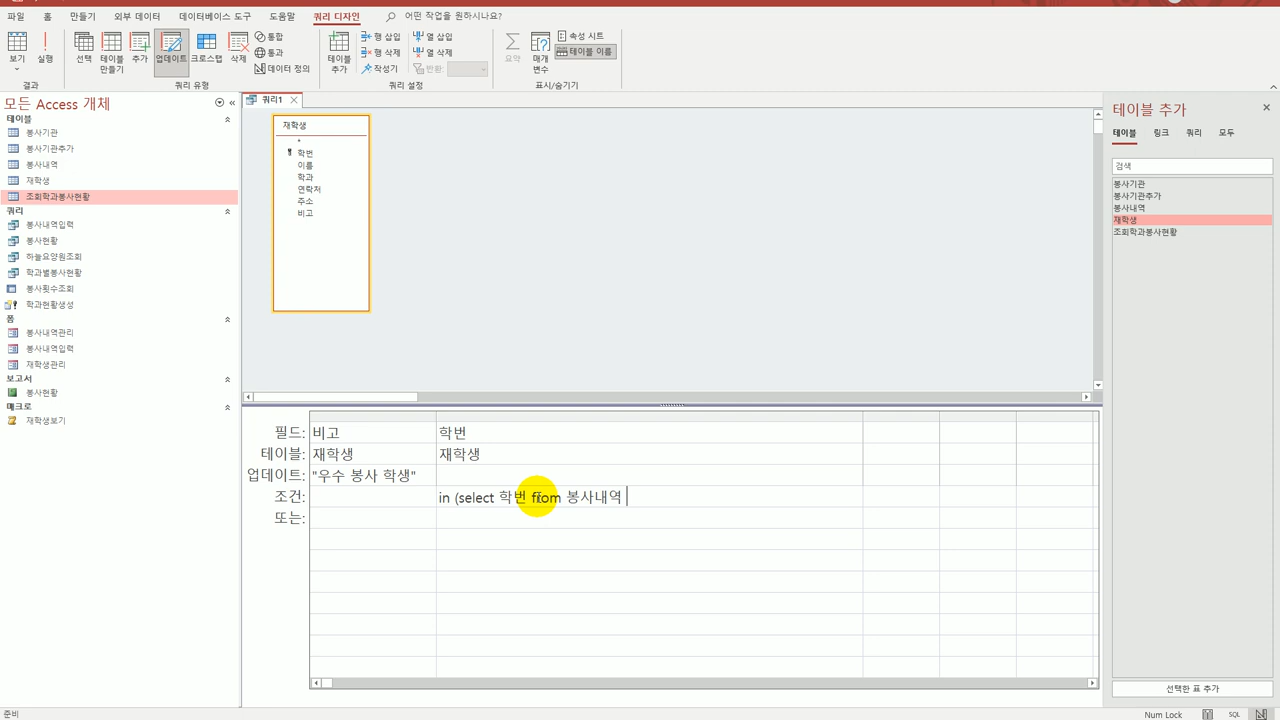 파일 홈 만들기 외부 데이터 데이터베이스 도구 도움말 쿼리 디자인 어떤 작업을 원하시나요?
보기 실행 선택 테이블 만들기 추가 업데이트 크로스탭 삭제 통합 통과 데이터 정의 테이블 추가 행 삽입 행 삭제 작성기 열 삽입 열 삭제 반환: 요약 매개 변수 속성 시트 테이블 이름
결과 쿼리 유형 쿼리 설정 표시/숨기기
모든 Access 개체
테이블
봉사기관
봉사기관추가
봉사내역
재학생
조회학과봉사현황
쿼리
봉사내역입력
봉사현황
하늘요양원조회
학과별봉사현황
봉사횟수조회
학과현황생성
폼
봉사내역관리
봉사내역입력
재학생관리
보고서
봉사현황
매크로
재학생보기
쿼리1
재학생
*
학번
이름
학과
연락처
주소
비고
필드: 비고 학번
테이블: 재학생 재학생
업데이트: "우수 봉사 학생"
조건: in (select 학번 from 봉사내역
또는:
테이블 추가
테이블 링크 쿼리 모두
검색
봉사기관
봉사기관추가
봉사내역
재학생
조회학과봉사현황
선택한 표 추가
준비 Num Lock SQL